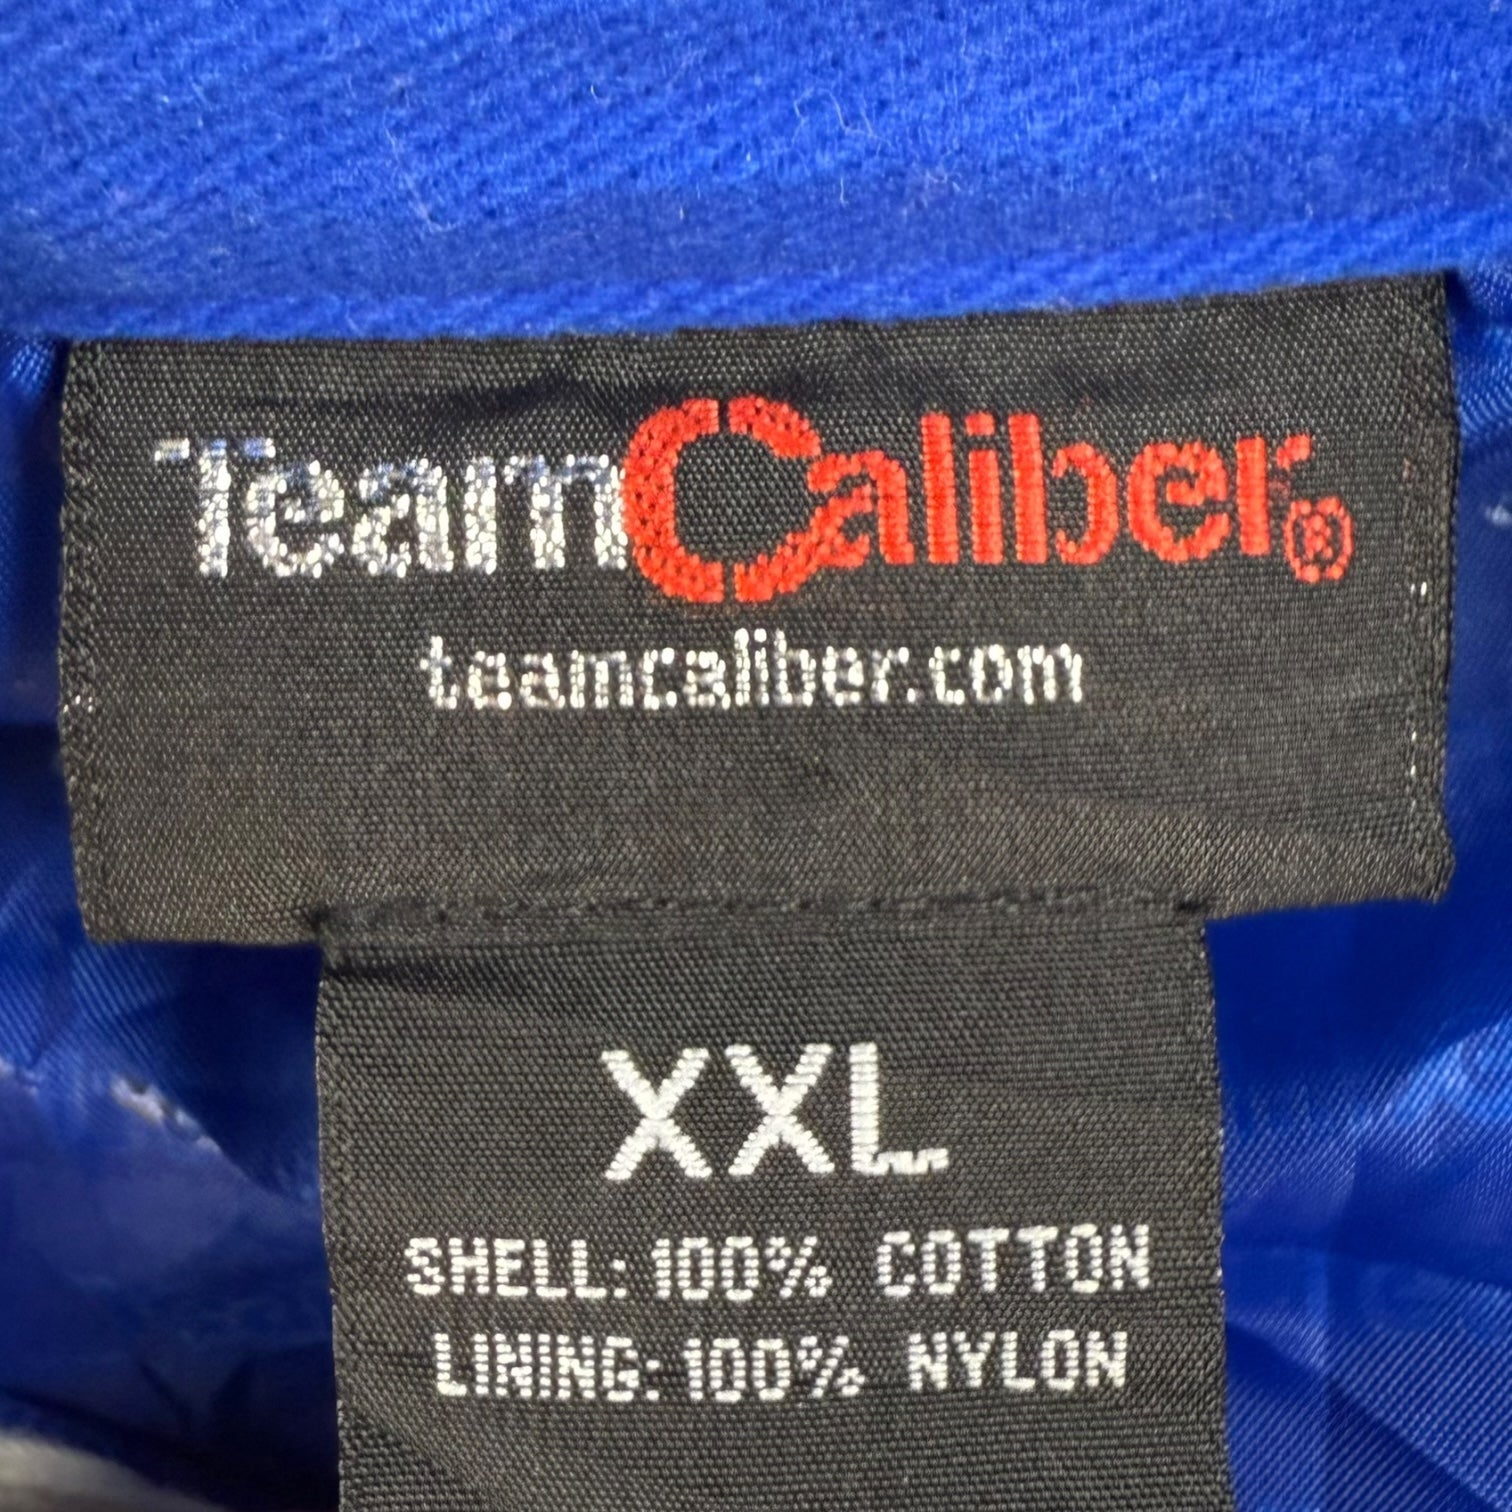 TeamCaliber®
teamcaliber.com
XXL
SHELL: 100% COTTON
LINING: 100% NYLON